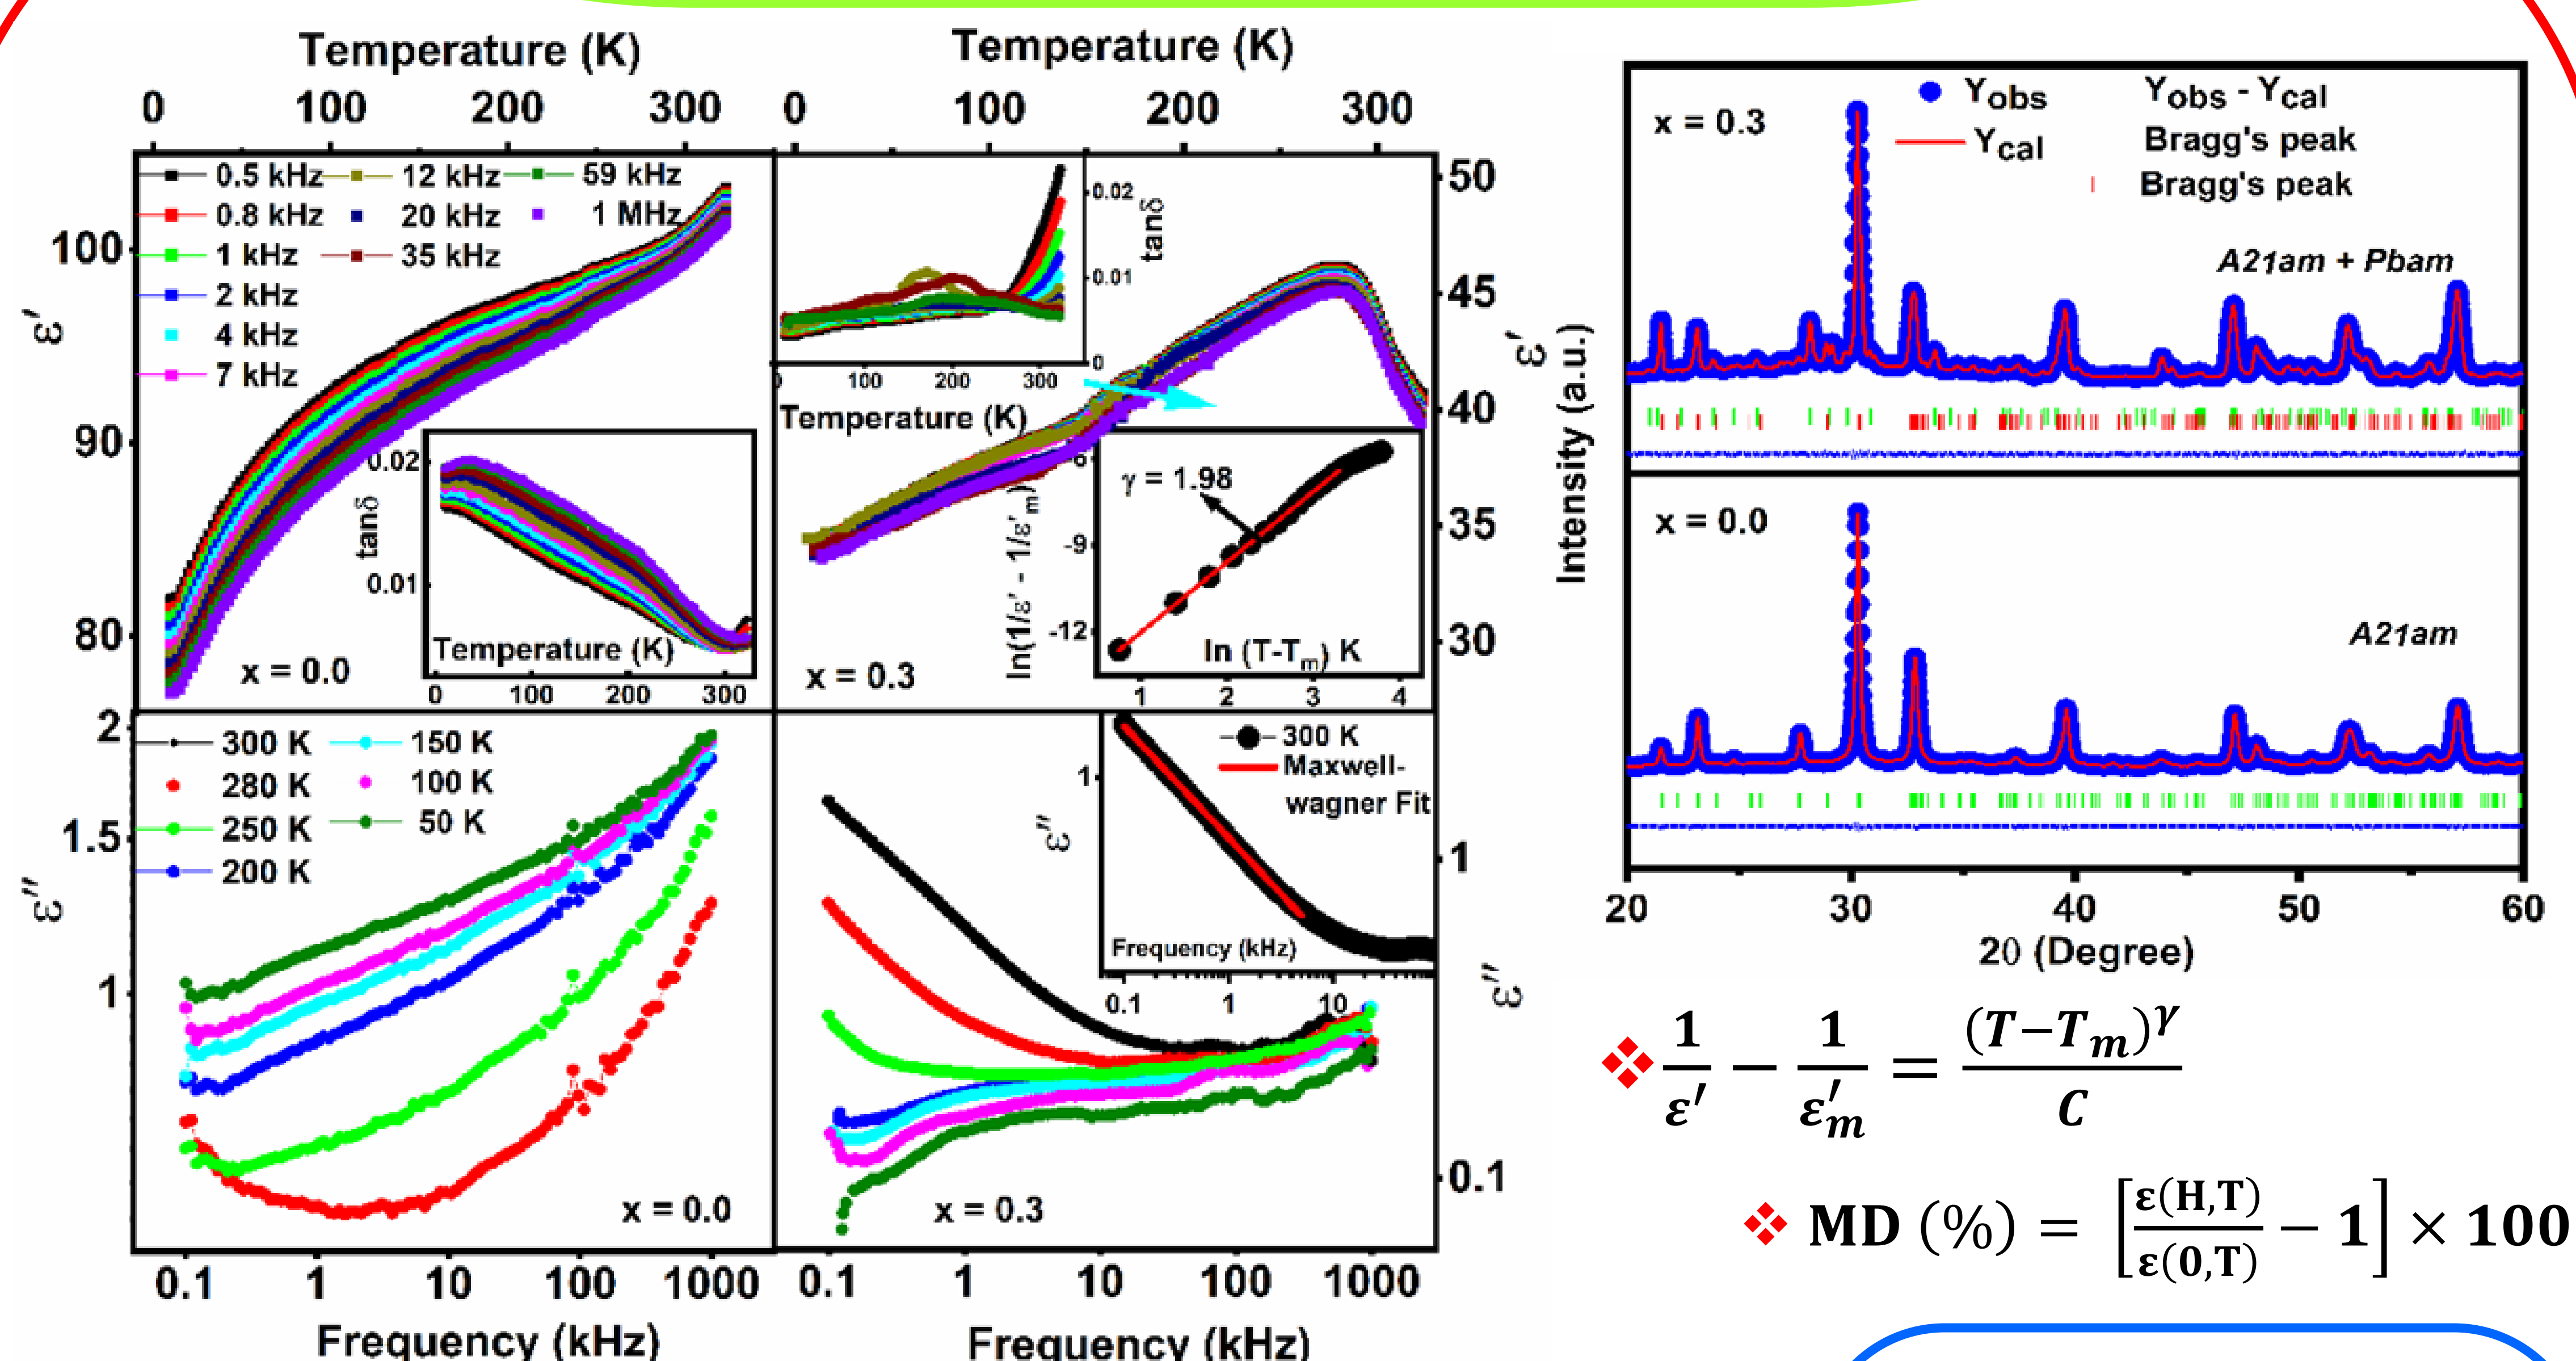 Temperature (K)
0 100 200 300
ε′
100
90
80
0.5 kHz 12 kHz 59 kHz
0.8 kHz 20 kHz 1 MHz
1 kHz 35 kHz
2 kHz
4 kHz
7 kHz
x = 0.0
tanδ
0.02
0.01
Temperature (K)
0 100 200 300
Temperature (K)
0 100 200 300
0.02
0.01
0
tanδ
0 100 200 300
Temperature (K)
50
45
40
35
30
ε′
x = 0.3
ln(1/ε′ - 1/ε′m)
-6
-9
-12
γ = 1.98
ln (T-Tm) K
1 2 3 4
2
1.5
1
ε″
300 K 150 K
280 K 100 K
250 K 50 K
200 K
x = 0.0
0.1 1 10 100 1000
Frequency (kHz)
300 K
Maxwell-
wagner Fit
1
ε″
Frequency (kHz)
0.1 1 10
1
0.1
ε″
x = 0.3
0.1 1 10 100 1000
Frequency (kHz)
Intensity (a.u.)
x = 0.3
Yobs Yobs - Ycal
Ycal Bragg's peak
Bragg's peak
A21am + Pbam
x = 0.0
A21am
20 30 40 50 60
2θ (Degree)
❖ 1/ε′ − 1/ε′m = (T−Tm)^γ / C
❖ MD (%) = [ε(H,T)/ε(0,T) − 1] × 100